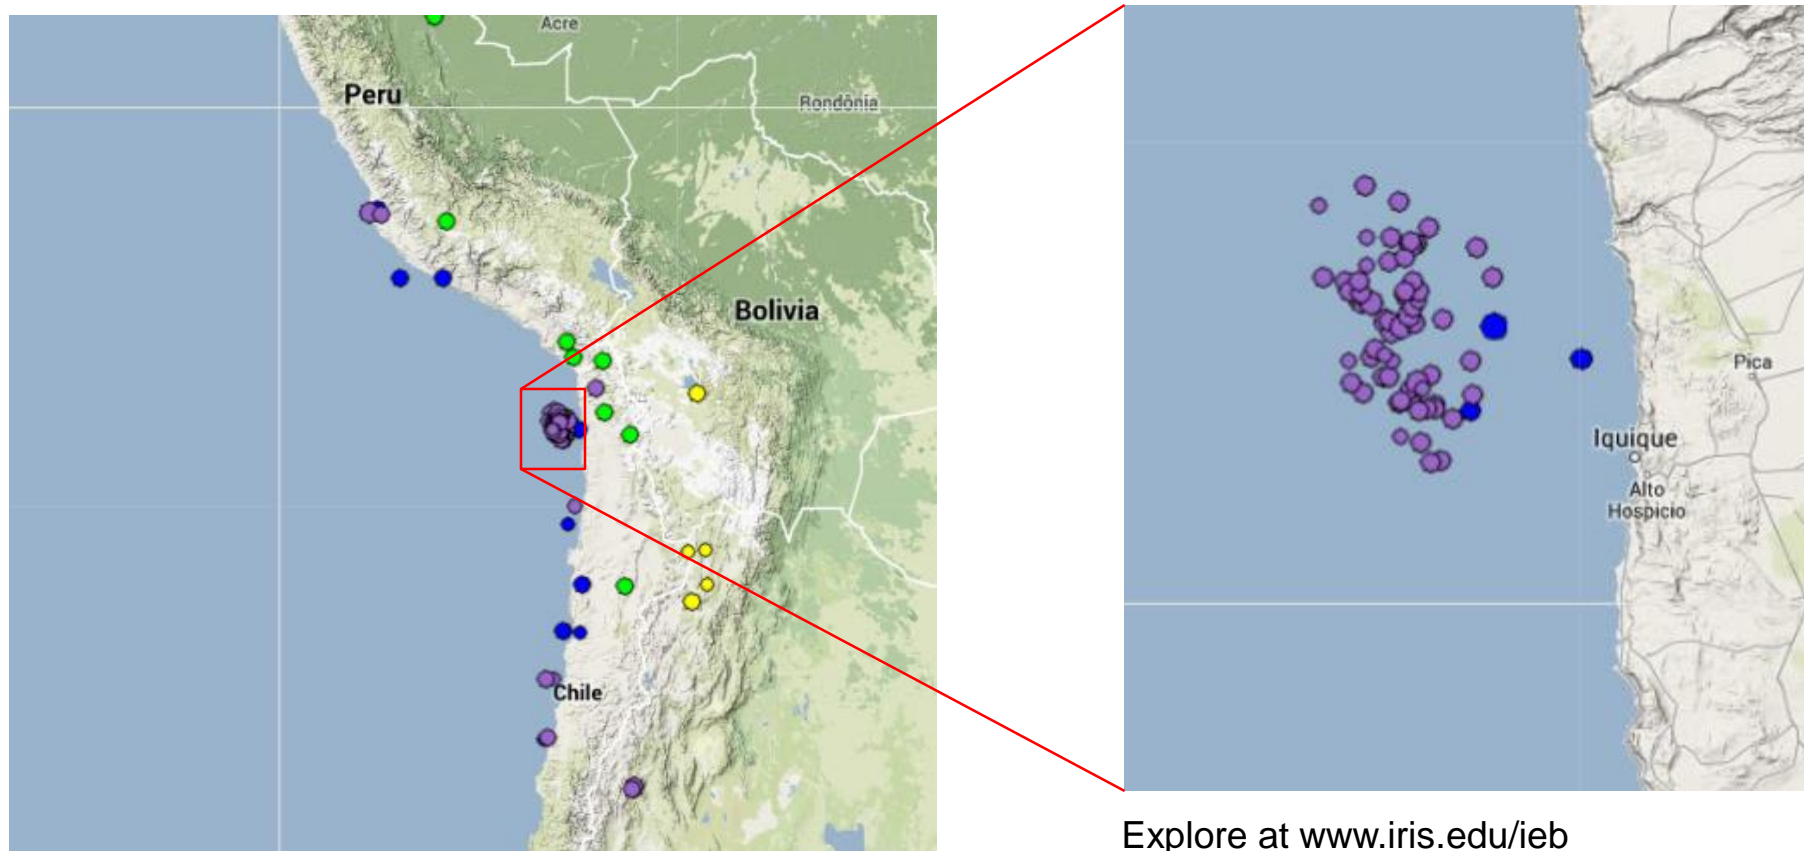 Acre
Peru
Rondônia
Bolivia
Chile
Pica
Iquique
Alto
Hospicio
Explore at www.iris.edu/ieb